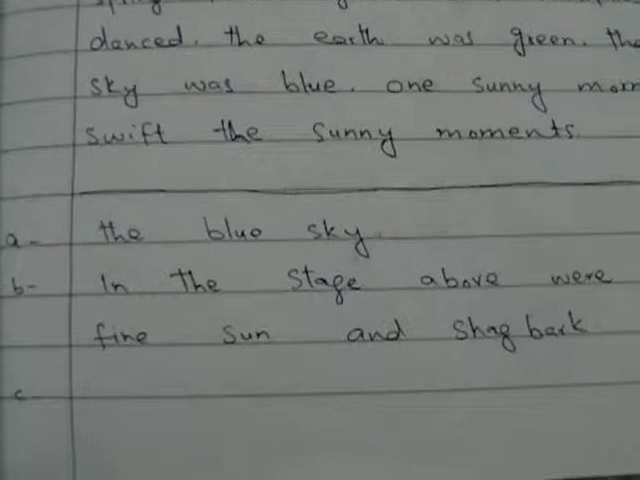 danced. the earth was green. the
sky was blue. one sunny morn
swift the sunny moments.
a- the blue sky.
b- In the stage above were
fine sun and shag bark
c